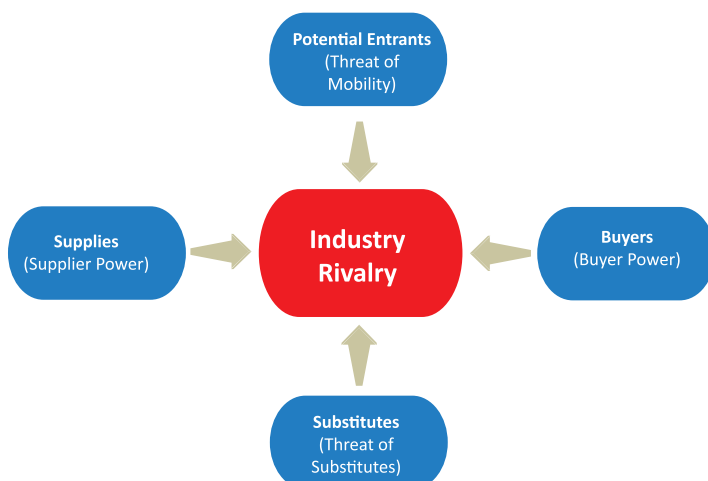 Potential Entrants
(Threat of
Mobility)
Supplies
(Supplier Power)
Industry
Rivalry
Buyers
(Buyer Power)
Substitutes
(Threat of
Substitutes)